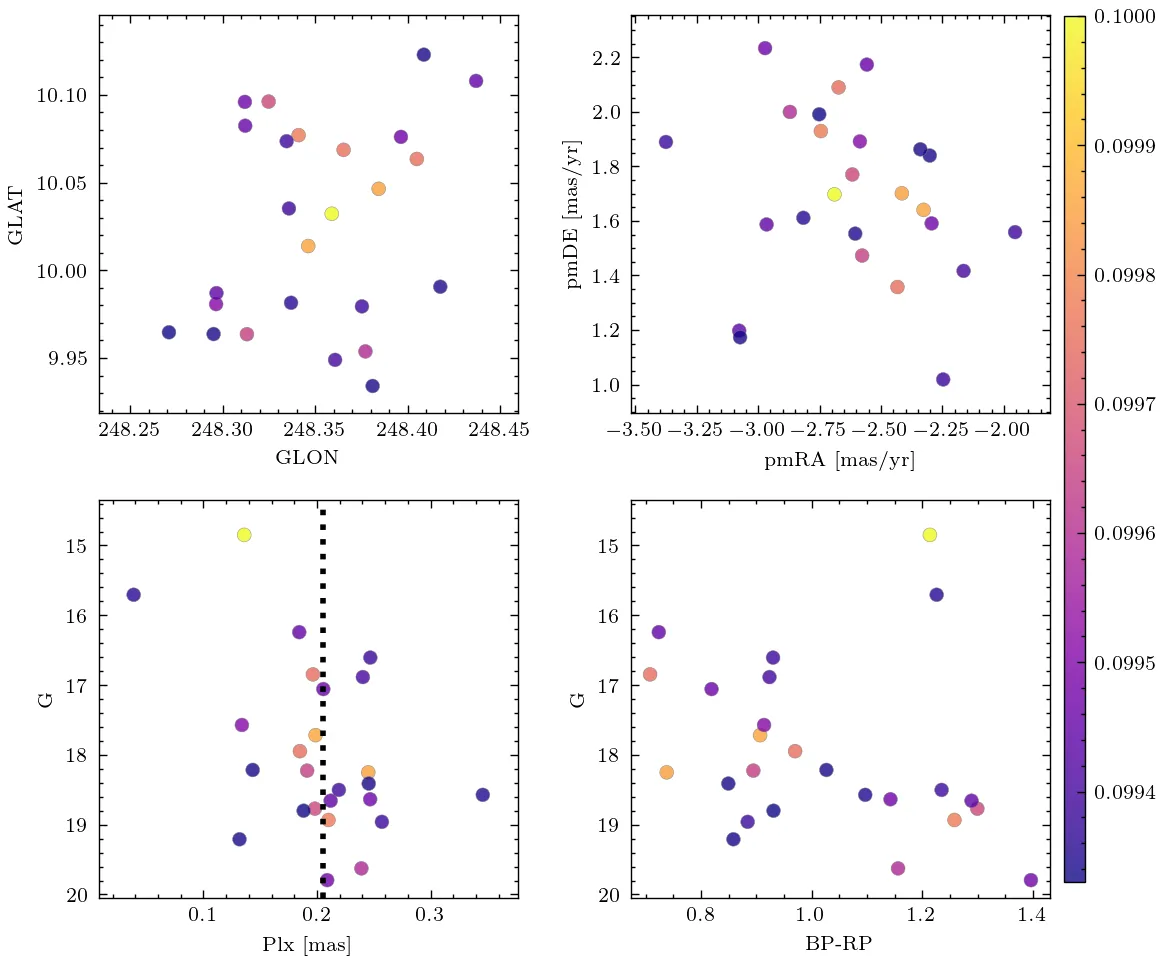 10.10
10.05
10.00
9.95
GLAT
248.25 248.30 248.35 248.40 248.45
GLON
2.2
2.0
1.8
1.6
1.4
1.2
1.0
pmDE [mas/yr]
−3.50 −3.25 −3.00 −2.75 −2.50 −2.25 −2.00
pmRA [mas/yr]
15
16
17
18
19
20
G
0.1 0.2 0.3
Plx [mas]
15
16
17
18
19
20
G
0.8 1.0 1.2 1.4
BP-RP
0.1000
0.0999
0.0998
0.0997
0.0996
0.0995
0.0994